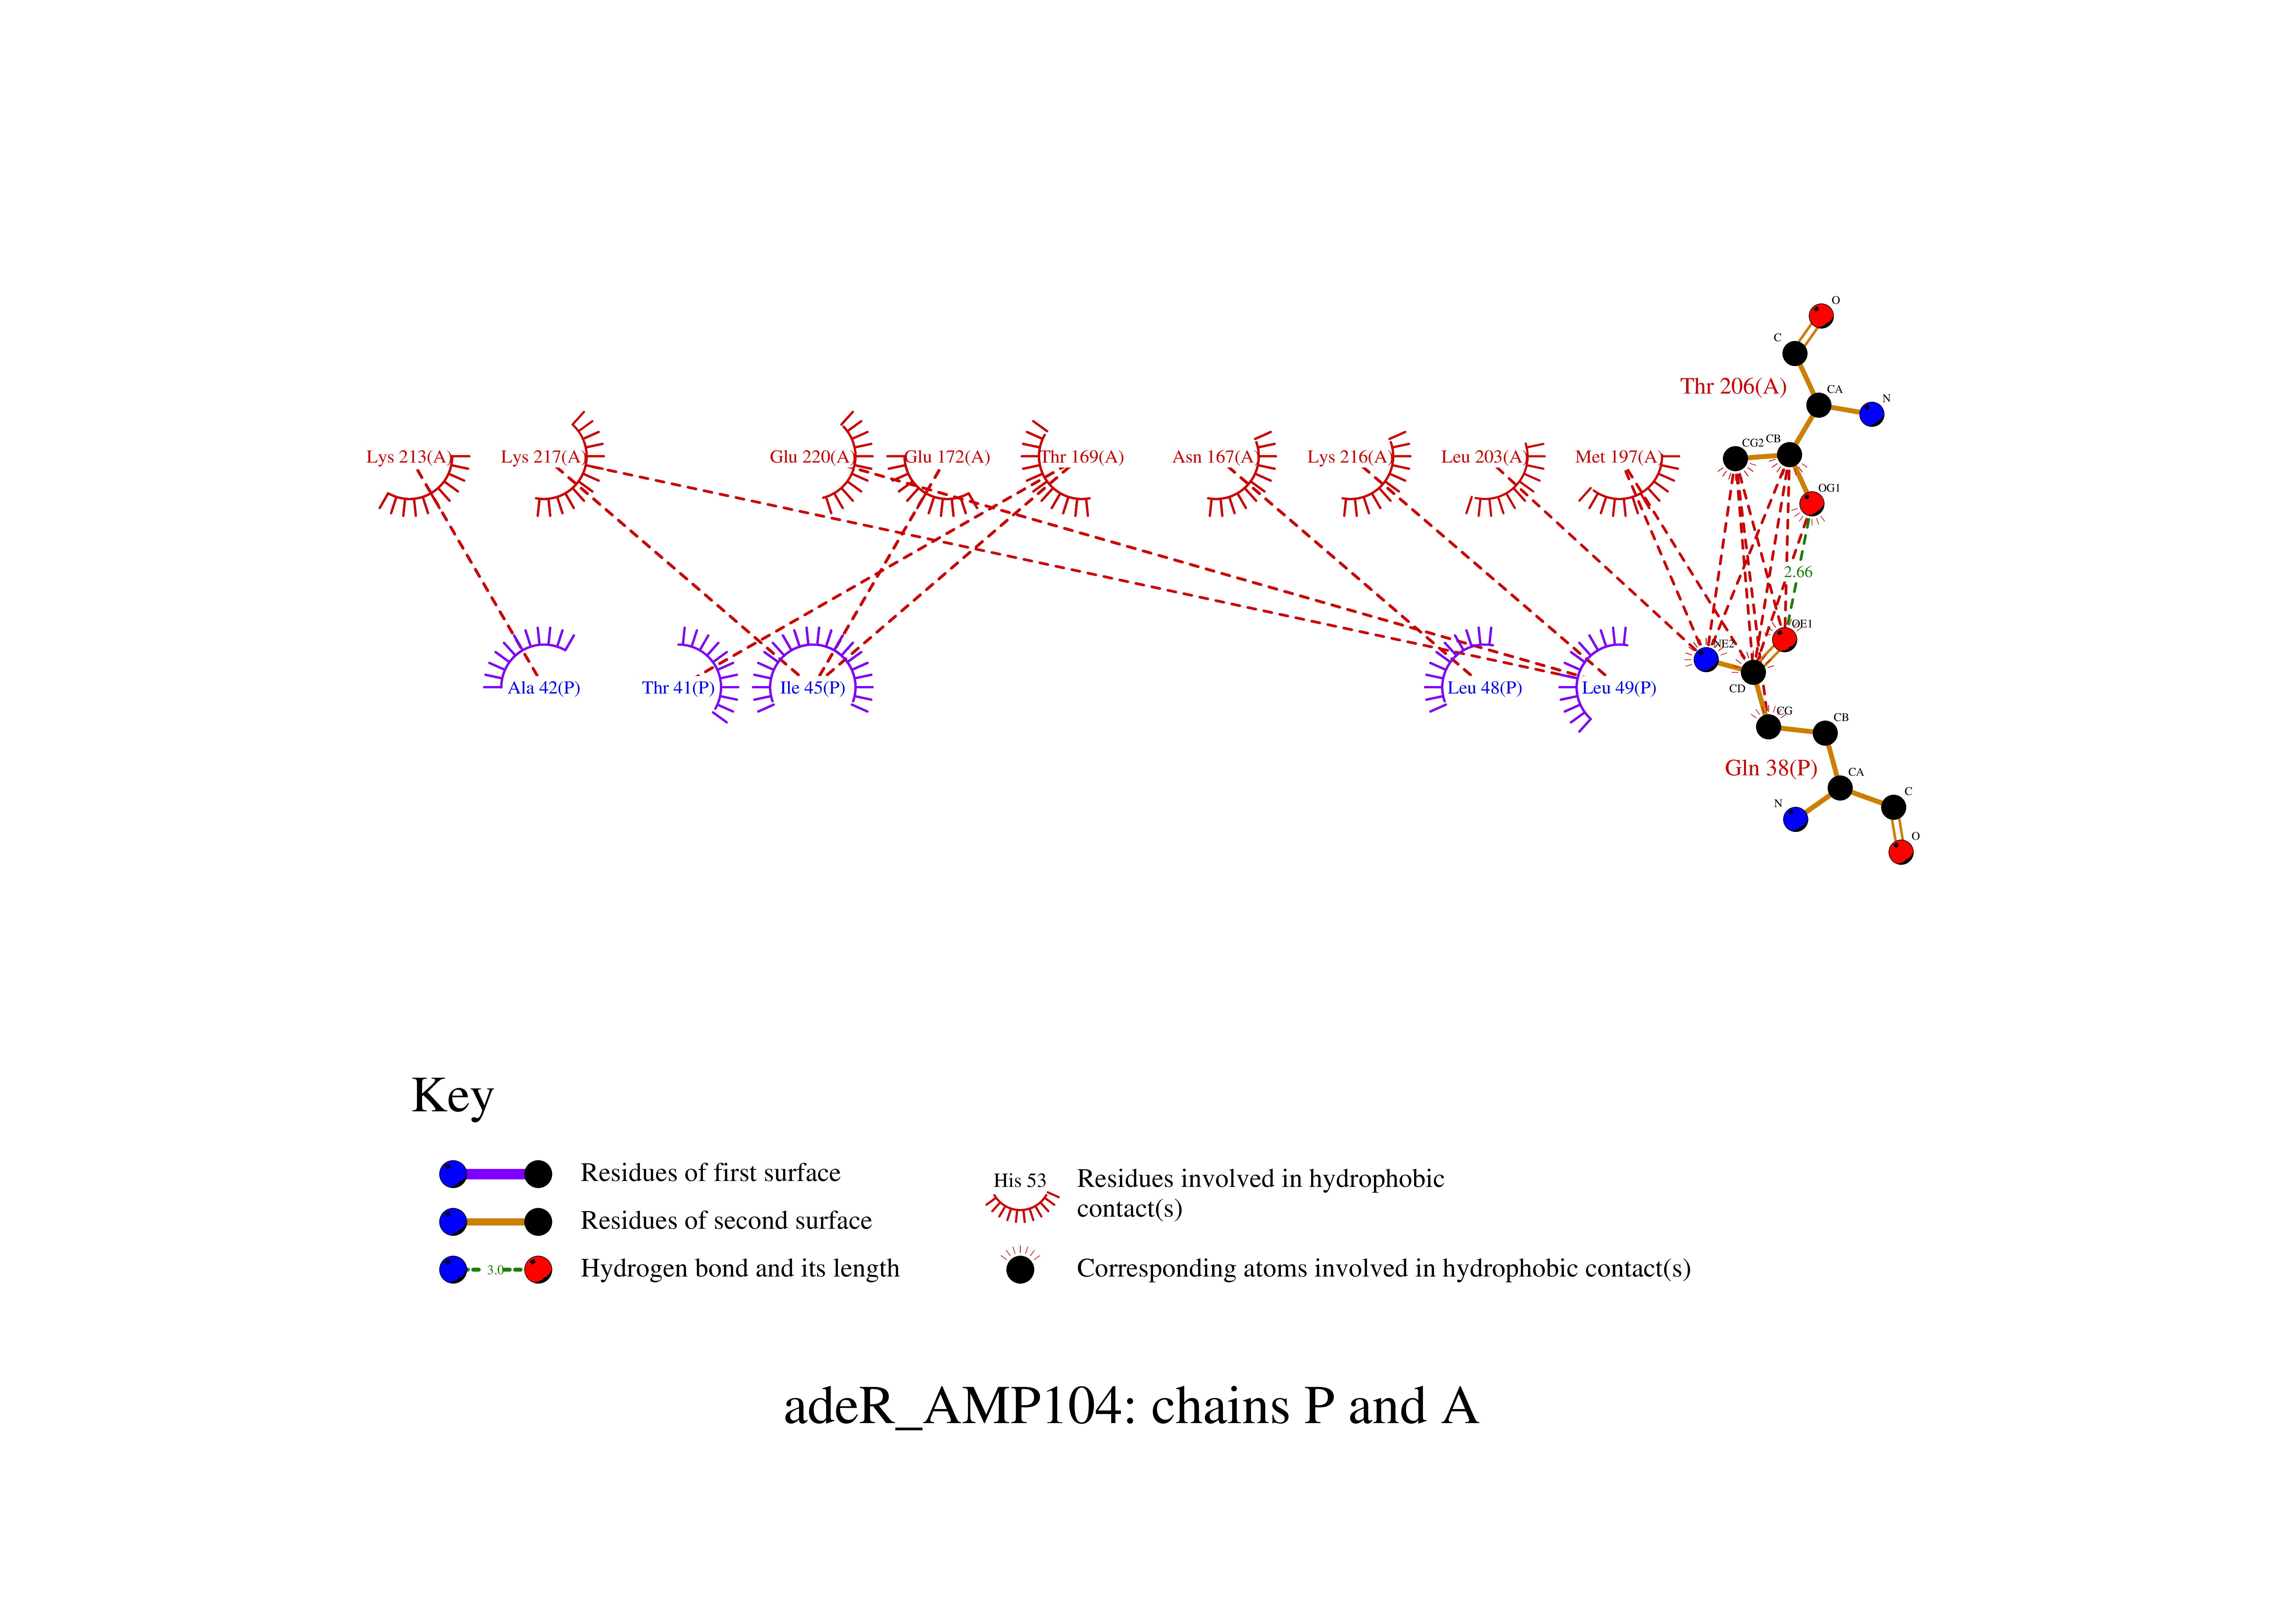 O
C
Thr 206(A)
CA
N
CG2
CB
OG1
Lys 213(A)
Lys 217(A)
Glu 220(A)
Glu 172(A)
Thr 169(A)
Asn 167(A)
Lys 216(A)
Leu 203(A)
Met 197(A)
2.66
OE1
NE2
CD
Ala 42(P)
Thr 41(P)
Ile 45(P)
Leu 48(P)
Leu 49(P)
CG
CB
Gln 38(P)
CA
N
C
O
Key
Residues of first surface
Residues of second surface
3.0
Hydrogen bond and its length
His 53
Residues involved in hydrophobic
contact(s)
Corresponding atoms involved in hydrophobic contact(s)
adeR_AMP104: chains P and A